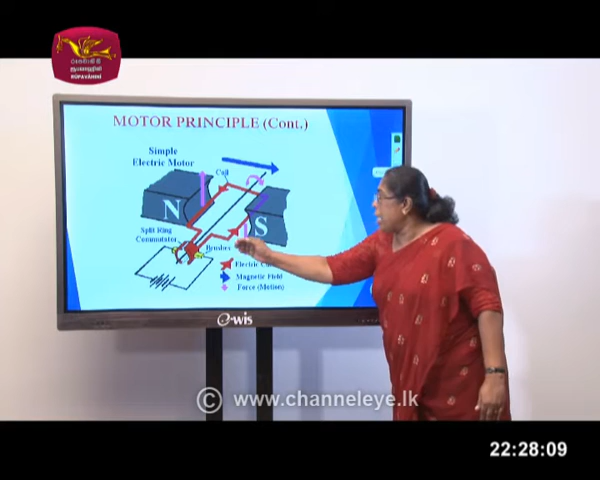 RUPAVAHINI
MOTOR PRINCIPLE (Cont.)
Simple
Electric Motor
Coil
N
S
Split Ring
Commutator
Brushes
Electric
Magnetic Field
Force (Motion)
e-wis
© www.channeleye.lk
22:28:09